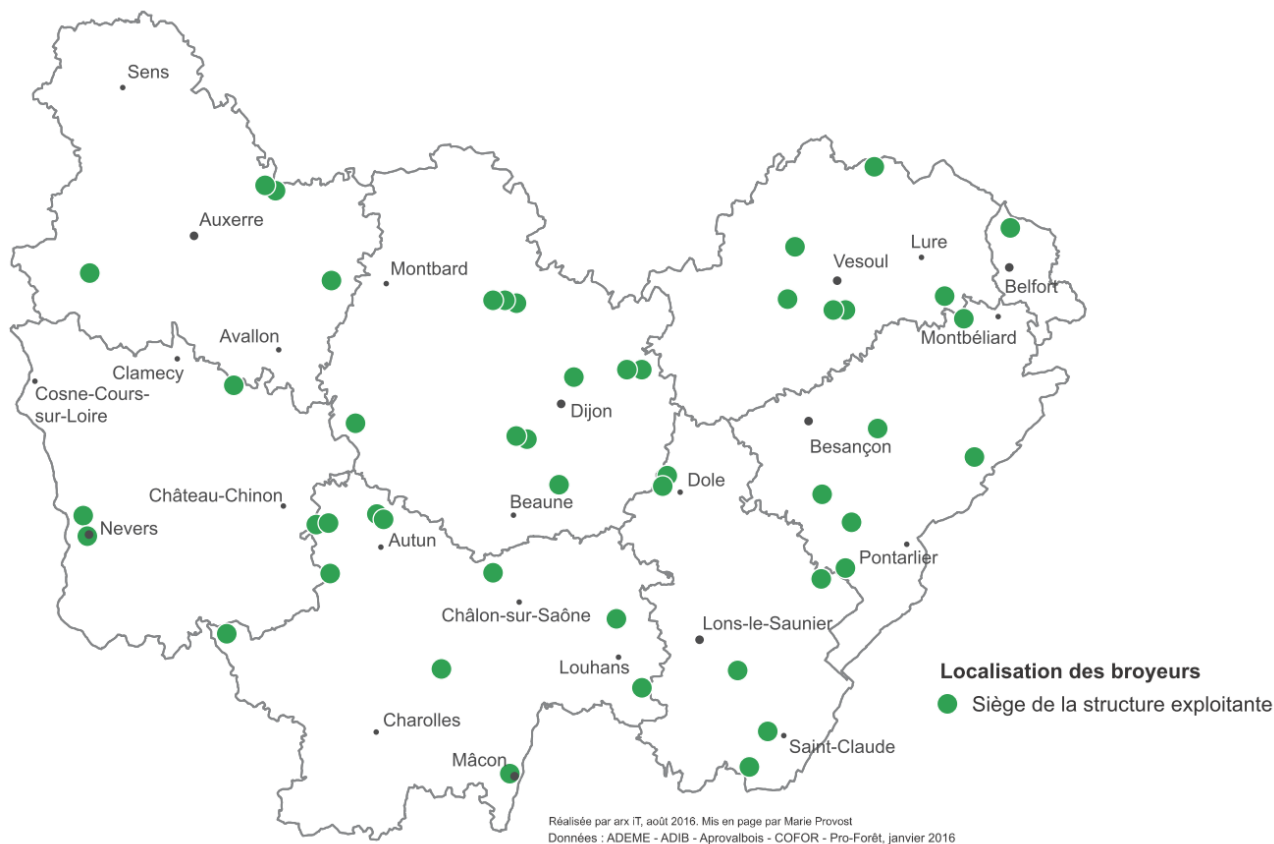 Sens
Auxerre
Montbard
Avallon
Clamecy
Cosne-Cours-
sur-Loire
Lure
Vesoul
Belfort
Montbéliard
Dijon
Besançon
Dole
Château-Chinon
Beaune
Nevers
Autun
Pontarlier
Châlon-sur-Saône
Lons-le-Saunier
Louhans
Charolles
Saint-Claude
Mâcon
Localisation des broyeurs
Siège de la structure exploitante
Réalisée par arx iT, août 2016. Mis en page par Marie Provost
Données : ADEME - ADIB - Aprovalbois - COFOR - Pro-Forêt, janvier 2016